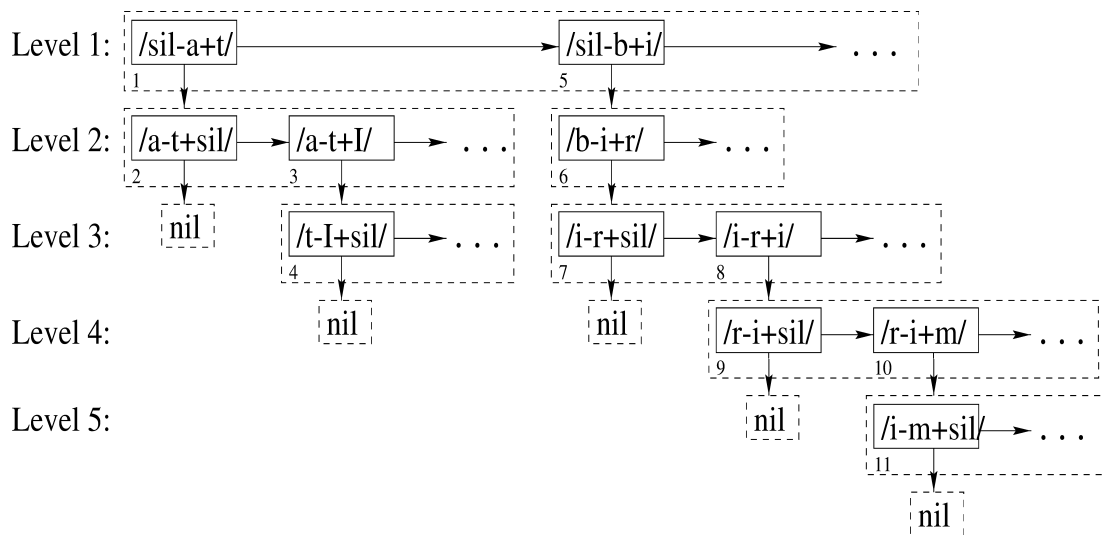 Level 1: /sil-a+t/ /sil-b+i/ . . .
1 5
Level 2: /a-t+sil/ /a-t+I/ . . . /b-i+r/ . . .
2 3 6
Level 3: nil /t-I+sil/ . . . /i-r+sil/ /i-r+i/ . . .
4 7 8
Level 4: nil nil /r-i+sil/ /r-i+m/ . . .
9 10
Level 5: nil /i-m+sil/ . . .
11
nil